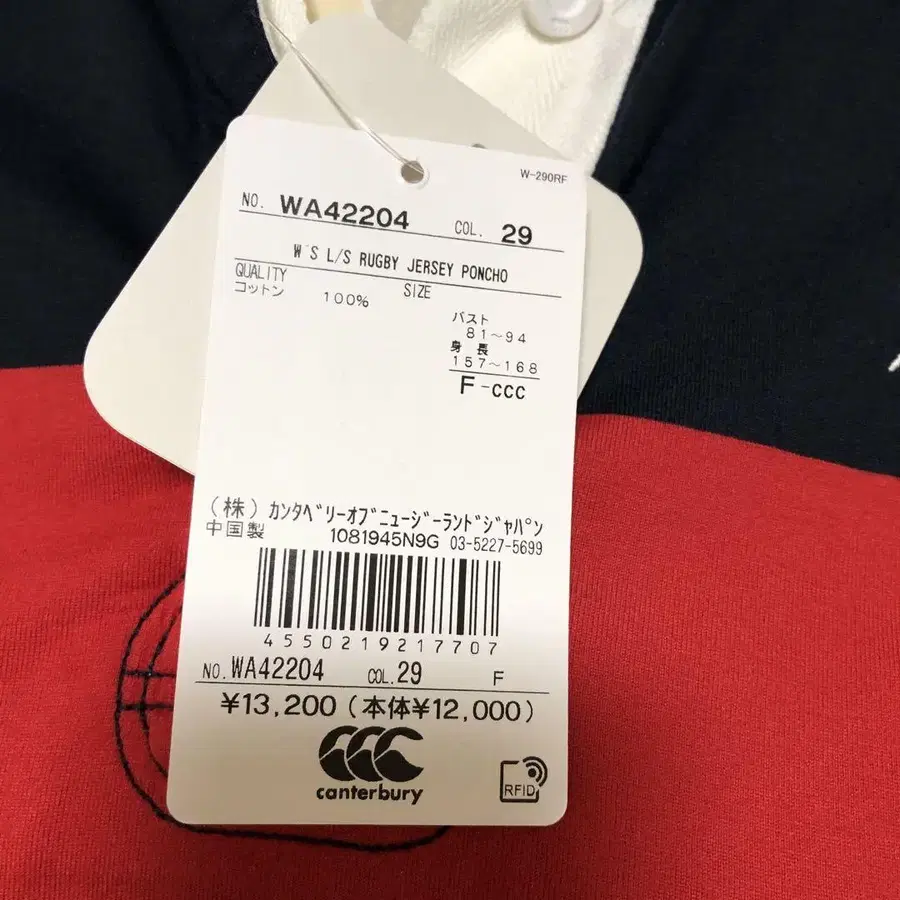 W-290RF
NO. WA42204 COL. 29
W'S L/S RUGBY JERSEY PONCHO
QUALITY SIZE
コットン 100%
バスト
81~94
身長
157~168
F-ccc
(株)カンタベリーオブニュージーランドジャパン
中国製 1081945N9G 03-5227-5699
4550219217707
NO. WA42204 COL. 29 F
¥13,200(本体¥12,000)
canterbury
RFID